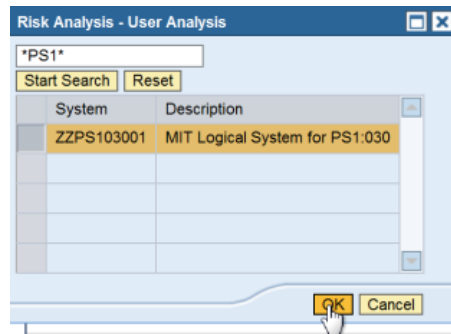 Risk Analysis - User Analysis
*PS1*
Start Search Reset
System Description
ZZPS103001 MIT Logical System for PS1:030
OK Cancel